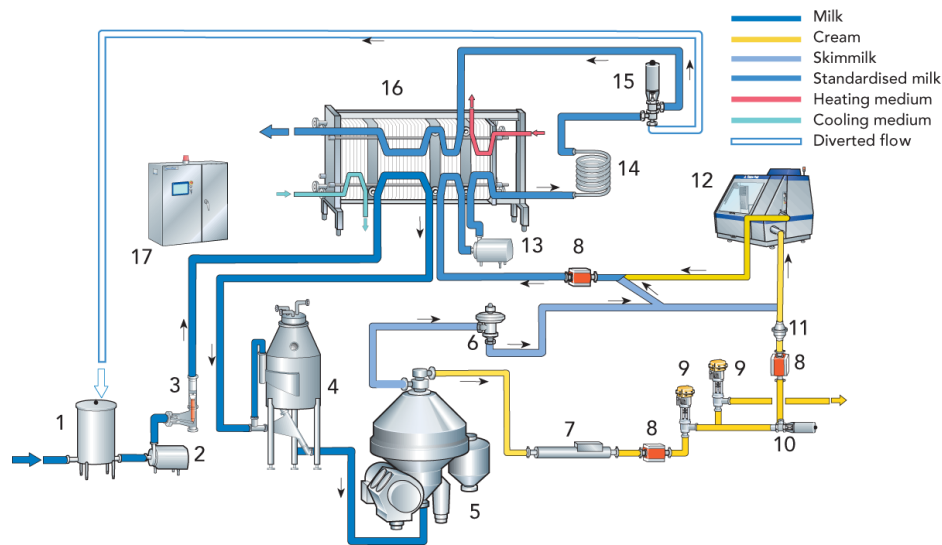 Milk
Cream
Skimmilk
Standardised milk
Heating medium
Cooling medium
Diverted flow
16
15
14
12
17
13
8
3
4
6
11
9
9
8
1
2
7
8
10
5